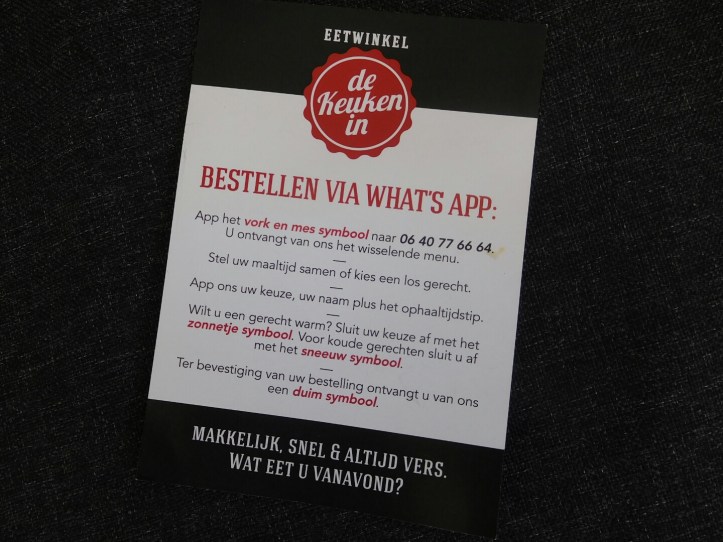 EETWINKEL
de
Keuken
in
BESTELLEN VIA WHAT'S APP:
App het vork en mes symbool naar 06 40 77 66 64.
U ontvangt van ons het wisselende menu.
—
Stel uw maaltijd samen of kies een los gerecht.
—
App ons uw keuze, uw naam plus het ophaaltijdstip.
—
Wilt u een gerecht warm? Sluit uw keuze af met het
zonnetje symbool. Voor koude gerechten sluit u af
met het sneeuw symbool.
—
Ter bevestiging van uw bestelling ontvangt u van ons
een duim symbool.
MAKKELIJK, SNEL & ALTIJD VERS.
WAT EET U VANAVOND?